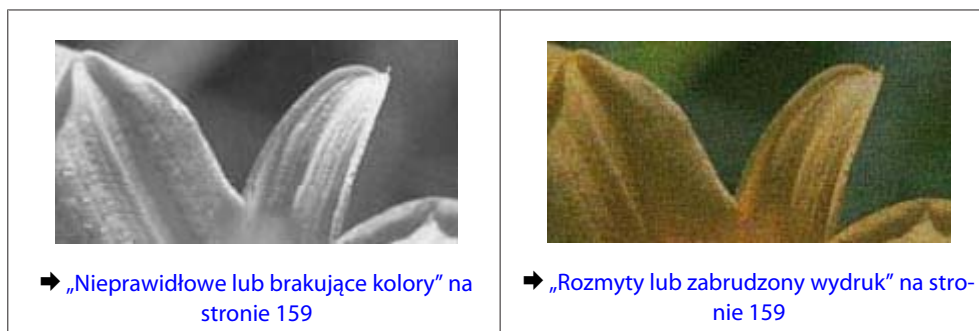 ➡ „Nieprawidłowe lub brakujące kolory” na
stronie 159
➡ „Rozmyty lub zabrudzony wydruk” na stro-
nie 159